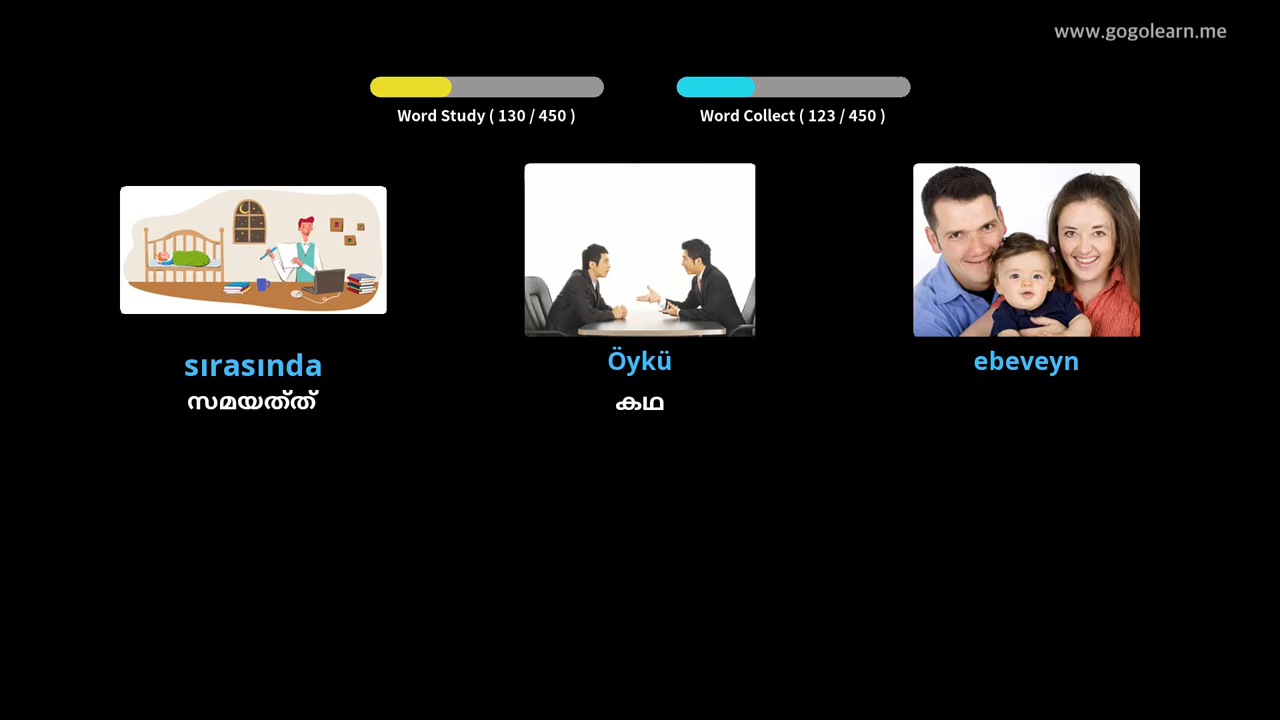 www.gogolearn.me
Word Study ( 130 / 450 )
Word Collect ( 123 / 450 )
sırasında
സമയത്ത്
Öykü
കഥ
ebeveyn